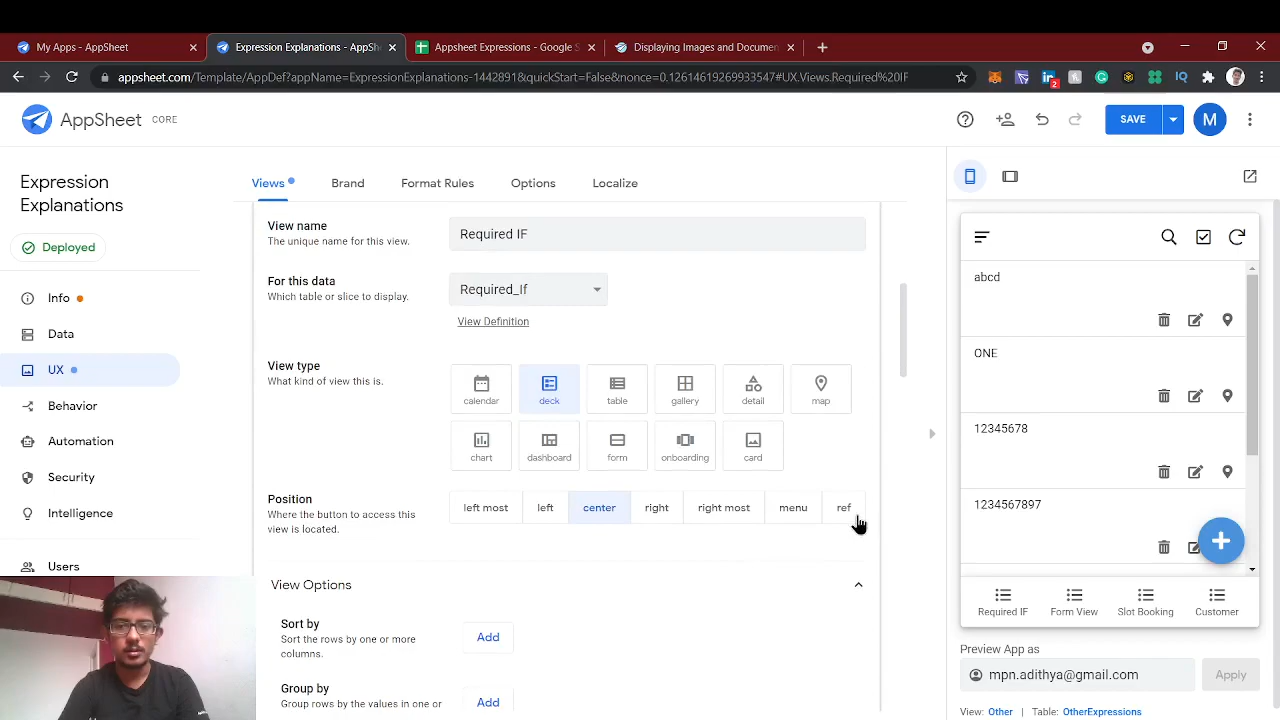 My Apps - AppSheet
Expression Explanations - AppSh
Appsheet Expressions - Google S
Displaying Images and Documen
appsheet.com/Template/AppDef?appName=ExpressionExplanations-1442891&quickStart=False&nonce=0.12614619269933547#UX.Views.Required%20IF
2
AppSheet CORE
SAVE
M
Expression
Explanations
Deployed
Info
Data
UX
Behavior
Automation
Security
Intelligence
Users
Views
Brand
Format Rules
Options
Localize
View name
The unique name for this view.
Required IF
For this data
Which table or slice to display.
Required_If
View Definition
View type
What kind of view this is.
calendar
deck
table
gallery
detail
map
chart
dashboard
form
onboarding
card
Position
Where the button to access this
view is located.
left most
left
center
right
right most
menu
ref
View Options
Sort by
Sort the rows by one or more
columns.
Add
Group by
Group rows by the values in one or
Add
abcd
ONE
12345678
1234567897
Required IF
Form View
Slot Booking
Customer
Preview App as
mpn.adithya@gmail.com
Apply
View: Other | Table: OtherExpressions